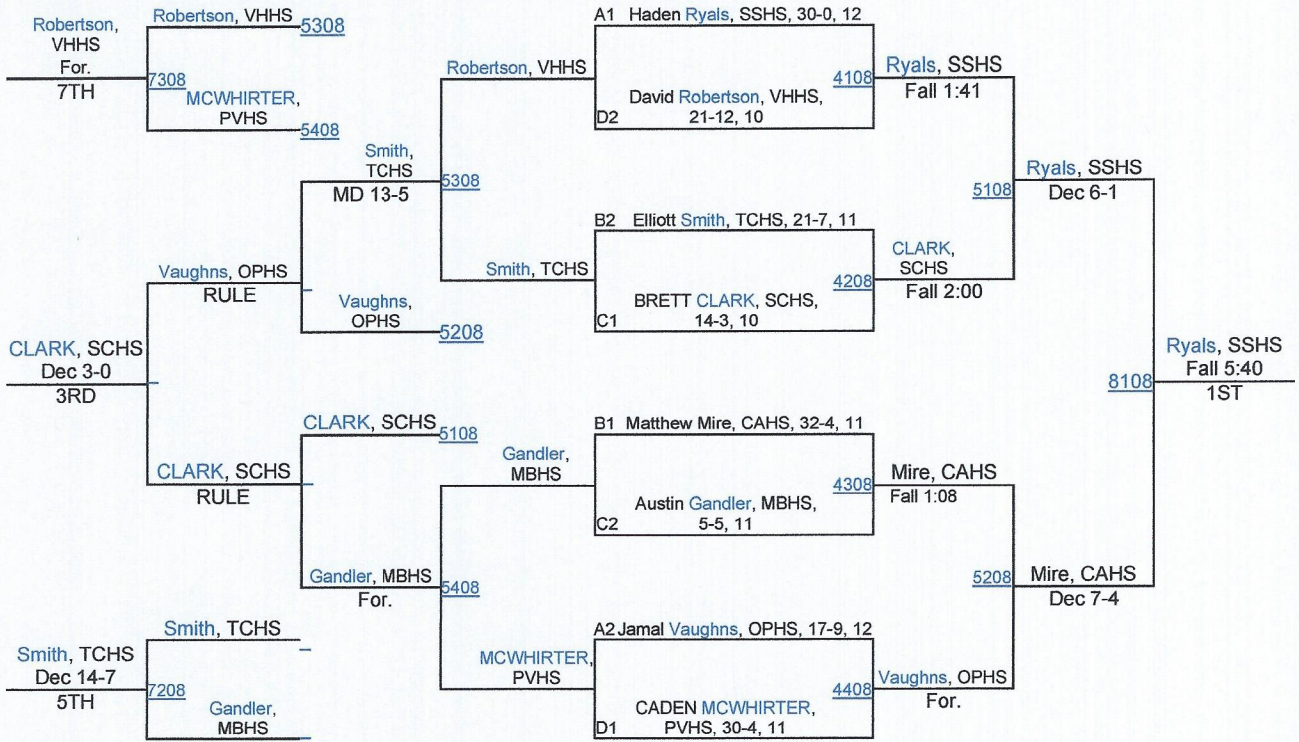 Robertson,
VHHS
For.
7TH
Robertson, VHHS
5308
7308
MCWHIRTER,
PVHS
5408
Smith,
TCHS
MD 13-5
Vaughns, OPHS
RULE
Vaughns,
OPHS
5208
CLARK, SCHS
Dec 3-0
3RD
CLARK, SCHS
5108
CLARK, SCHS
RULE
Gandler, MBHS
For.
Smith, TCHS
Smith, TCHS
Dec 14-7
5TH
7208
Gandler,
MBHS
Robertson, VHHS
5308
Smith, TCHS
Gandler,
MBHS
5408
MCWHIRTER,
PVHS
A1 Haden Ryals, SSHS, 30-0, 12
4108
David Robertson, VHHS,
D2 21-12, 10
B2 Elliott Smith, TCHS, 21-7, 11
4208
BRETT CLARK, SCHS,
C1 14-3, 10
B1 Matthew Mire, CAHS, 32-4, 11
4308
Austin Gandler, MBHS,
C2 5-5, 11
A2 Jamal Vaughns, OPHS, 17-9, 12
4408
CADEN MCWHIRTER,
D1 PVHS, 30-4, 11
Ryals, SSHS
Fall 1:41
5108
CLARK,
SCHS
Fall 2:00
Mire, CAHS
Fall 1:08
5208
Vaughns, OPHS
For.
Ryals, SSHS
Dec 6-1
8108
Mire, CAHS
Dec 7-4
Ryals, SSHS
Fall 5:40
1ST